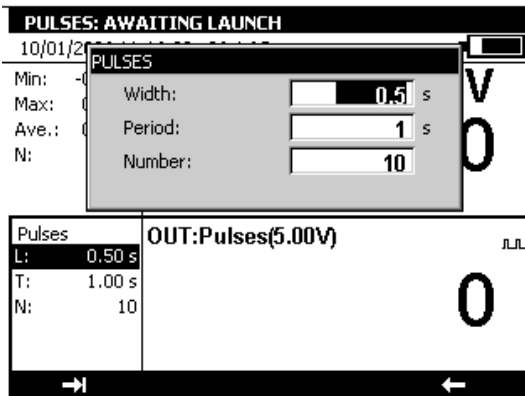 PULSES: AWAITING LAUNCH
10/01/2
PULSES
Min:
Width: 0.5 s
V
Max:
Period: 1 s
Ave.:
0
N:
Number: 10
Pulses
OUT:Pulses(5.00V)
L: 0.50 s
T: 1.00 s
0
N: 10